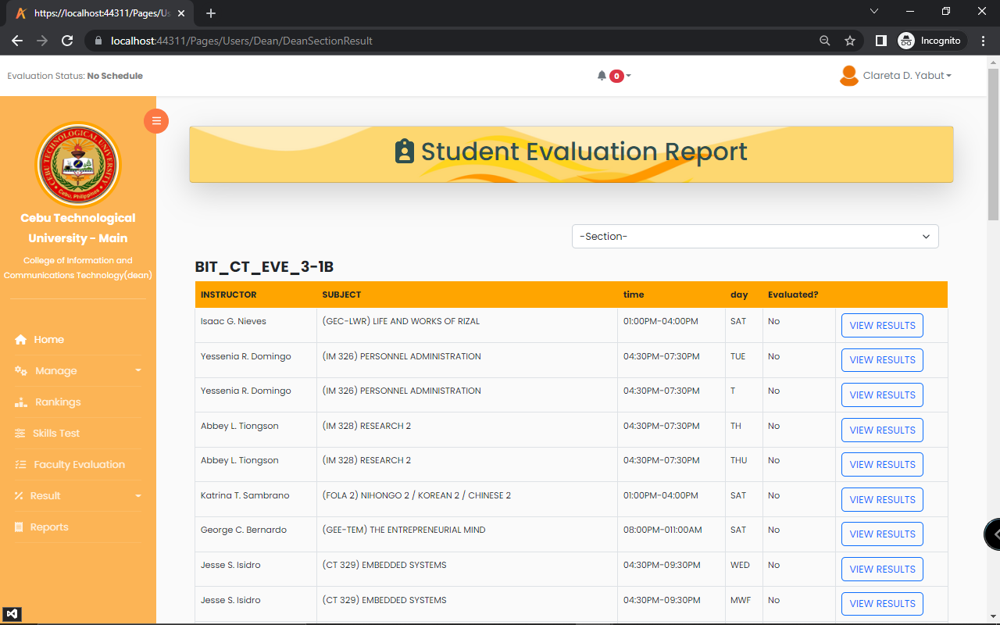 https://localhost:44311/Pages/Us
localhost:44311/Pages/Users/Dean/DeanSectionResult
Incognito
Evaluation Status: No Schedule
0
Clareta D. Yabut
CEBU TECHNOLOGICAL UNIVERSITY
Cebu, Philippines
Cebu Technological
University - Main
College of Information and
Communications Technology(dean)
Home
Manage
Rankings
Skills Test
Faculty Evaluation
Result
Reports
Student Evaluation Report
-Section-
BIT_CT_EVE_3-1B
INSTRUCTOR SUBJECT time day Evaluated?
Isaac G. Nieves (GEC-LWR) LIFE AND WORKS OF RIZAL 01:00PM-04:00PM SAT No VIEW RESULTS
Yessenia R. Domingo (IM 326) PERSONNEL ADMINISTRATION 04:30PM-07:30PM TUE No VIEW RESULTS
Yessenia R. Domingo (IM 326) PERSONNEL ADMINISTRATION 04:30PM-07:30PM T No VIEW RESULTS
Abbey L. Tiongson (IM 328) RESEARCH 2 04:30PM-07:30PM TH No VIEW RESULTS
Abbey L. Tiongson (IM 328) RESEARCH 2 04:30PM-07:30PM THU No VIEW RESULTS
Katrina T. Sambrano (FOLA 2) NIHONGO 2 / KOREAN 2 / CHINESE 2 01:00PM-04:00PM SAT No VIEW RESULTS
George C. Bernardo (GEE-TEM) THE ENTREPRENEURIAL MIND 08:00PM-011:00AM SAT No VIEW RESULTS
Jesse S. Isidro (CT 329) EMBEDDED SYSTEMS 04:30PM-09:30PM WED No VIEW RESULTS
Jesse S. Isidro (CT 329) EMBEDDED SYSTEMS 04:30PM-09:30PM MWF No VIEW RESULTS